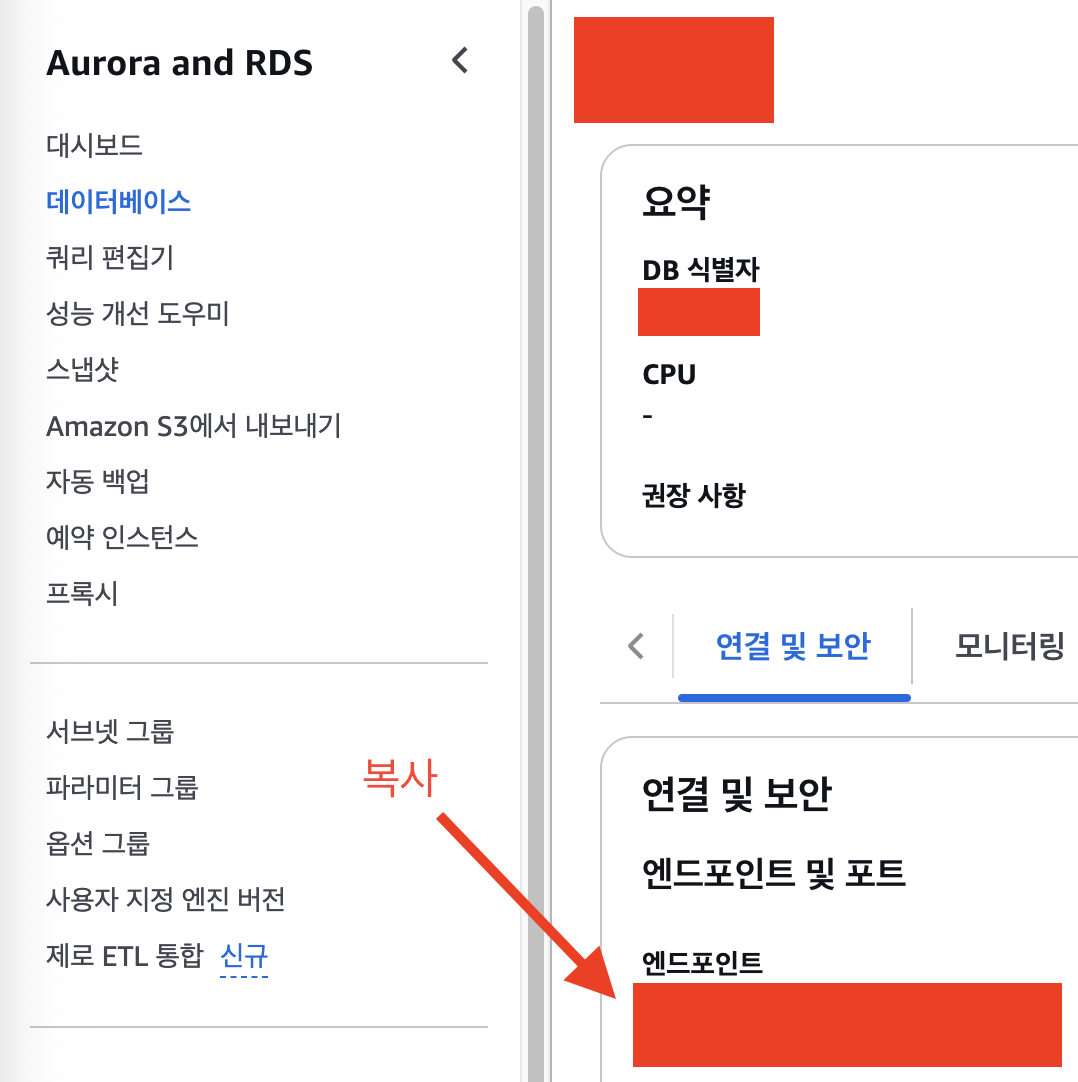 Aurora and RDS
대시보드
데이터베이스
쿼리 편집기
성능 개선 도우미
스냅샷
Amazon S3에서 내보내기
자동 백업
예약 인스턴스
프록시
서브넷 그룹
파라미터 그룹
옵션 그룹
사용자 지정 엔진 버전
제로 ETL 통합 신규
복사
요약
DB 식별자
CPU
-
권장 사항
연결 및 보안
모니터링
연결 및 보안
엔드포인트 및 포트
엔드포인트